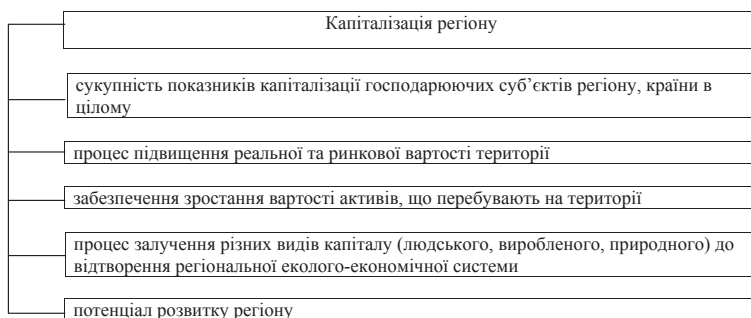 Капіталізація регіону
сукупність показників капіталізації господарюючих суб’єктів регіону, країни в
цілому
процес підвищення реальної та ринкової вартості території
забезпечення зростання вартості активів, що перебувають на території
процес залучення різних видів капіталу (людського, виробленого, природного) до
відтворення регіональної еколого-економічної системи
потенціал розвитку регіону